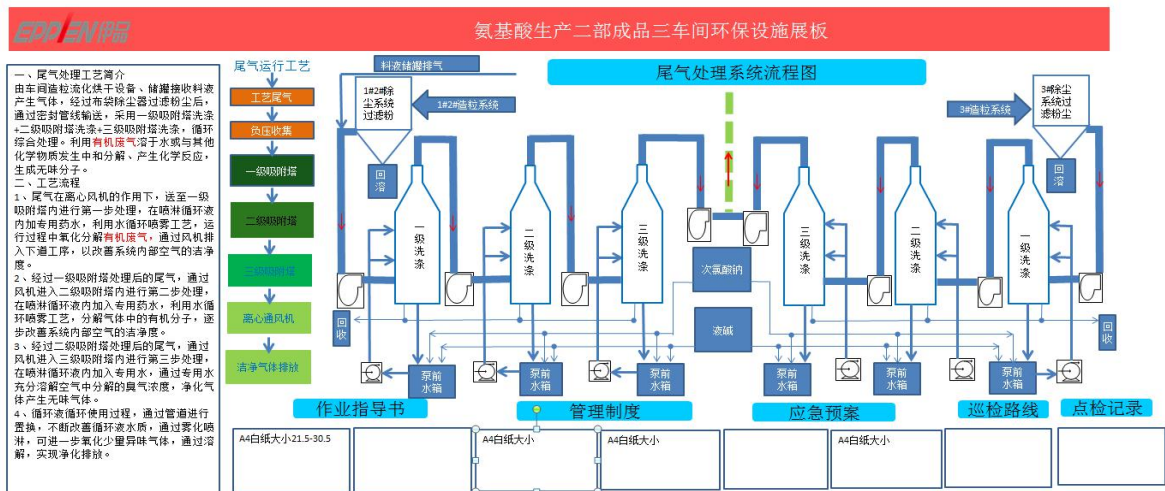 EPPEN伊品
氨基酸生产二部成品三车间环保设施展板
一、尾气处理工艺简介
由车间造粒流化烘干设备、储罐接收料液
产生气体，经过布袋除尘器过滤粉尘后，
通过密封管线输送，采用一级吸附塔洗涤
+二级吸附塔洗涤+三级吸附塔洗涤，循环
综合处理。利用有机废气溶于水或与其他
化学物质发生中和分解、产生化学反应，
生成无味分子。
二、工艺流程
1、尾气在离心风机的作用下，送至一级
吸附塔内进行第一步处理，在喷淋循环液
内加专用药水，利用水循环喷雾工艺，运
行过程中氧化分解有机废气，通过风机排
入下道工序，以改善系统内部空气的洁净
度。
2、经过一级吸附塔处理后的尾气，通过
风机进入二级吸附塔内进行第二步处理，
在喷淋循环液内加入专用药水，利用水循
环喷雾工艺，分解气体中的有机分子，逐
步改善系统内部空气的洁净度。
3、经过二级吸附塔处理后的尾气，通过
风机进入三级吸附塔内进行第三步处理，
在喷淋循环液内加入专用水，通过专用水
充分溶解空气中分解的臭气浓度，净化气
体产生无味气体。
4、循环液循环使用过程，通过管道进行
置换，不断改善循环液水质，通过雾化喷
淋，可进一步氧化少量异味气体，通过溶
解，实现净化排放。
尾气运行工艺
工艺尾气
负压收集
一级吸附塔
二级吸附塔
三级吸附塔
离心通风机
洁净气体排放
料液储罐排气
尾气处理系统流程图
1#2#除
尘系统
过滤粉
1#2#造粒系统
3#造粒系统
3#除尘
系统过
滤粉尘
回溶
回溶
一级洗涤
二级洗涤
三级洗涤
次氯酸钠
液碱
三级洗涤
二级洗涤
一级洗涤
回收
回收
泵前
水箱
泵前
水箱
泵前
水箱
泵前
水箱
泵前
水箱
泵前
水箱
作业指导书
管理制度
应急预案
巡检路线
点检记录
A4白纸大小21.5-30.5
A4白纸大小
A4白纸大小
A4白纸大小